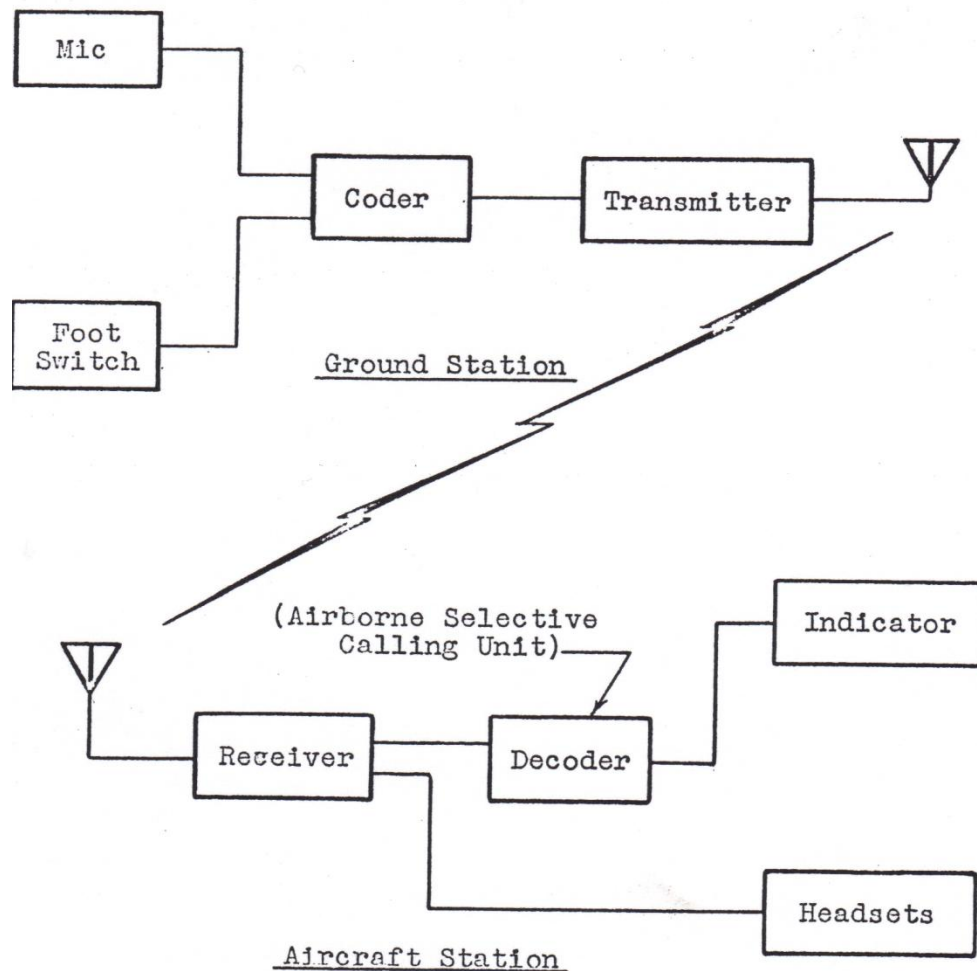 Mic
Coder
Transmitter
Foot
Switch
Ground Station
(Airborne Selective
Calling Unit)
Indicator
Receiver
Decoder
Headsets
Aircraft Station